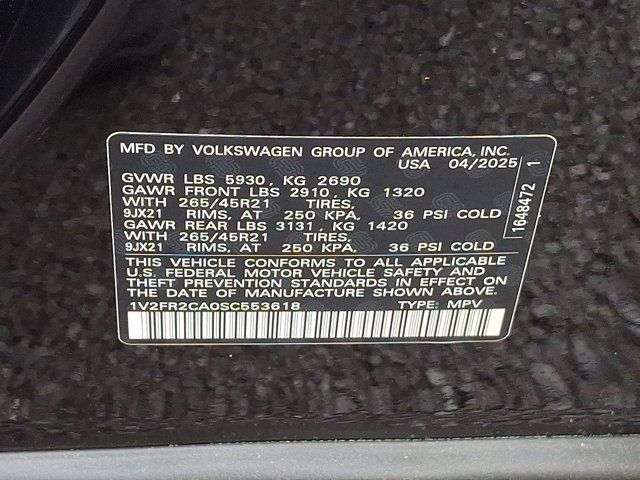 MFD BY VOLKSWAGEN GROUP OF AMERICA, INC.
USA 04/2025
GVWR LBS 5930, KG 2690
GAWR FRONT LBS 2910, KG 1320
WITH 265/45R21 TIRES,
9JX21 RIMS, AT 250 KPA, 36 PSI COLD
GAWR REAR LBS 3131, KG 1420
WITH 265/45R21 TIRES,
9JX21 RIMS, AT 250 KPA, 36 PSI COLD
THIS VEHICLE CONFORMS TO ALL APPLICABLE
U.S. FEDERAL MOTOR VEHICLE SAFETY AND
THEFT PREVENTION STANDARDS IN EFFECT ON
THE DATE OF MANUFACTURE SHOWN ABOVE.
1V2FR2CA0SC553618 TYPE: MPV
1648472 1